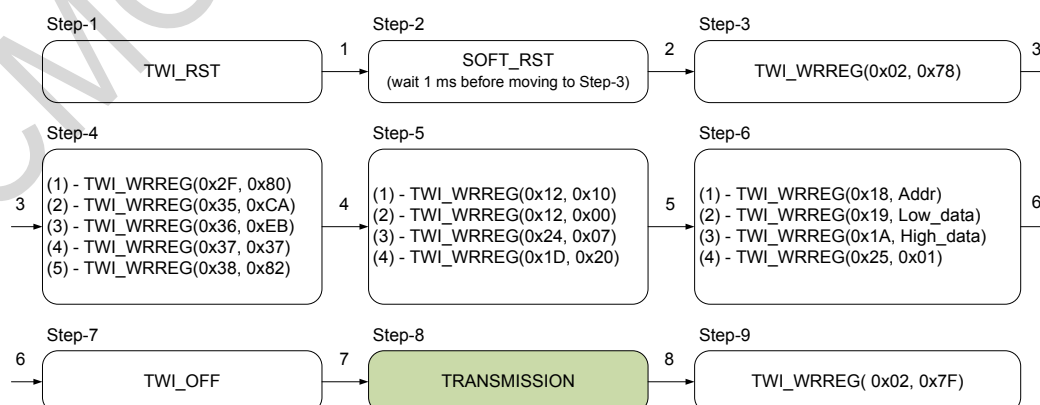 Step-1
TWI_RST
1
Step-2
SOFT_RST
(wait 1 ms before moving to Step-3)
2
Step-3
TWI_WRREG(0x02, 0x78)
3
3
Step-4
(1) - TWI_WRREG(0x2F, 0x80)
(2) - TWI_WRREG(0x35, 0xCA)
(3) - TWI_WRREG(0x36, 0xEB)
(4) - TWI_WRREG(0x37, 0x37)
(5) - TWI_WRREG(0x38, 0x82)
4
Step-5
(1) - TWI_WRREG(0x12, 0x10)
(2) - TWI_WRREG(0x12, 0x00)
(3) - TWI_WRREG(0x24, 0x07)
(4) - TWI_WRREG(0x1D, 0x20)
5
Step-6
(1) - TWI_WRREG(0x18, Addr)
(2) - TWI_WRREG(0x19, Low_data)
(3) - TWI_WRREG(0x1A, High_data)
(4) - TWI_WRREG(0x25, 0x01)
6
6
Step-7
TWI_OFF
7
Step-8
TRANSMISSION
8
Step-9
TWI_WRREG( 0x02, 0x7F)